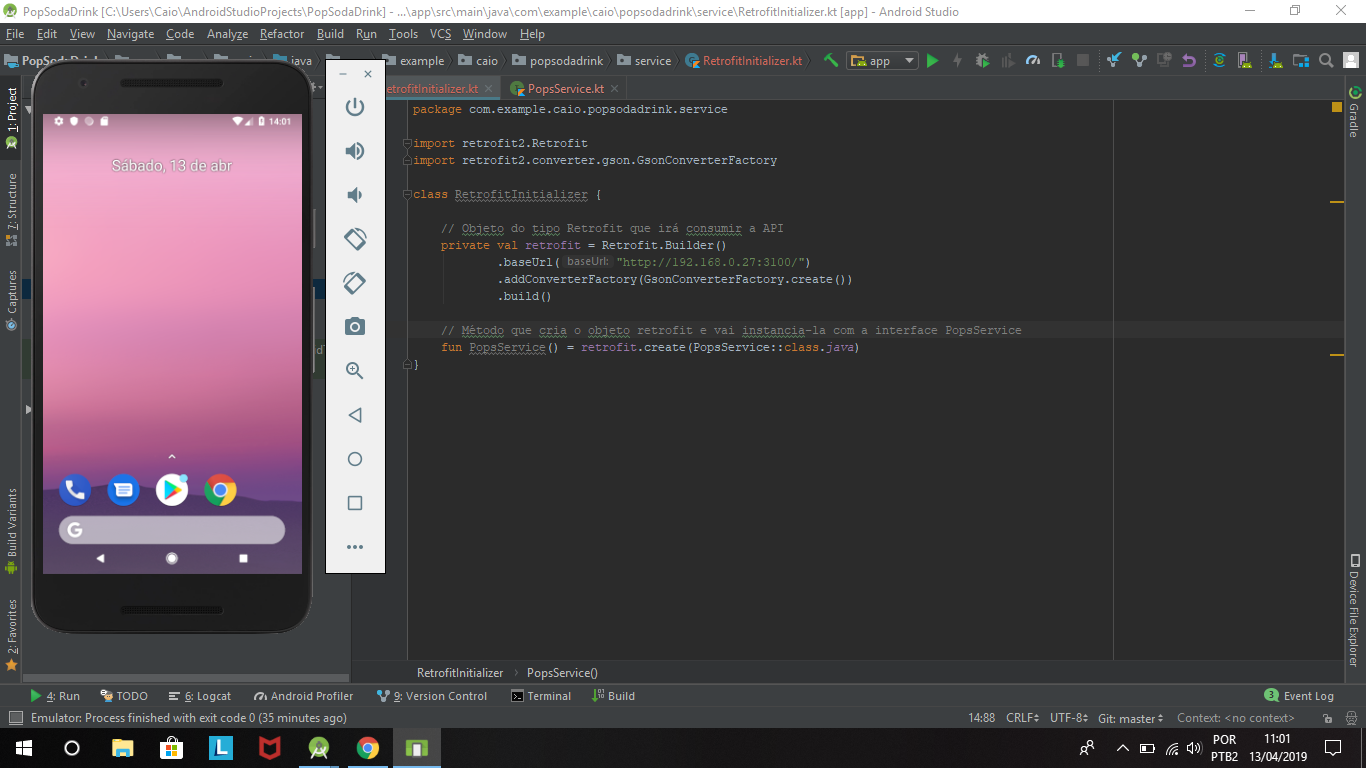 PopSodaDrink [C:\Users\Caio\AndroidStudioProjects\PopSodaDrink] - ...\app\src\main\java\com\example\caio\popsodadrink\service\RetrofitInitializer.kt [app] - Android Studio
File Edit View Navigate Code Analyze Refactor Build Run Tools VCS Window Help
java example caio popsodadrink service RetrofitInitializer.kt app
etrofitInitializer.kt PopsService.kt
1: Project
7: Structure
Captures
Build Variants
2: Favorites
14:01
Sábado, 13 de abr
package com.example.caio.popsodadrink.service
import retrofit2.Retrofit
import retrofit2.converter.gson.GsonConverterFactory
class RetrofitInitializer {
// Objeto do tipo Retrofit que irá consumir a API
private val retrofit = Retrofit.Builder()
.baseUrl( baseUrl: "http://192.168.0.27:3100/")
.addConverterFactory(GsonConverterFactory.create())
.build()
// Método que cria o objeto retrofit e vai instancia-la com a interface PopsService
fun PopsService() = retrofit.create(PopsService::class.java)
}
Gradle
Device File Explorer
RetrofitInitializer PopsService()
4: Run TODO 6: Logcat Android Profiler 9: Version Control Terminal Build 3 Event Log
Emulator: Process finished with exit code 0 (35 minutes ago) 14:88 CRLF UTF-8 Git: master Context: <no context>
POR 11:01
PTB2 13/04/2019